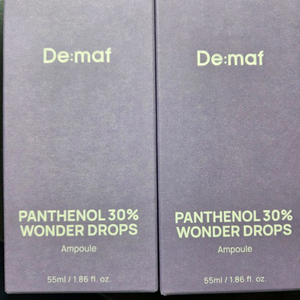 De:maf
PANTHENOL 30%
WONDER DROPS
Ampoule
55ml / 1.86 fl. oz.
De:maf
PANTHENOL 30%
WONDER DROPS
Ampoule
55ml / 1.86 fl. oz.